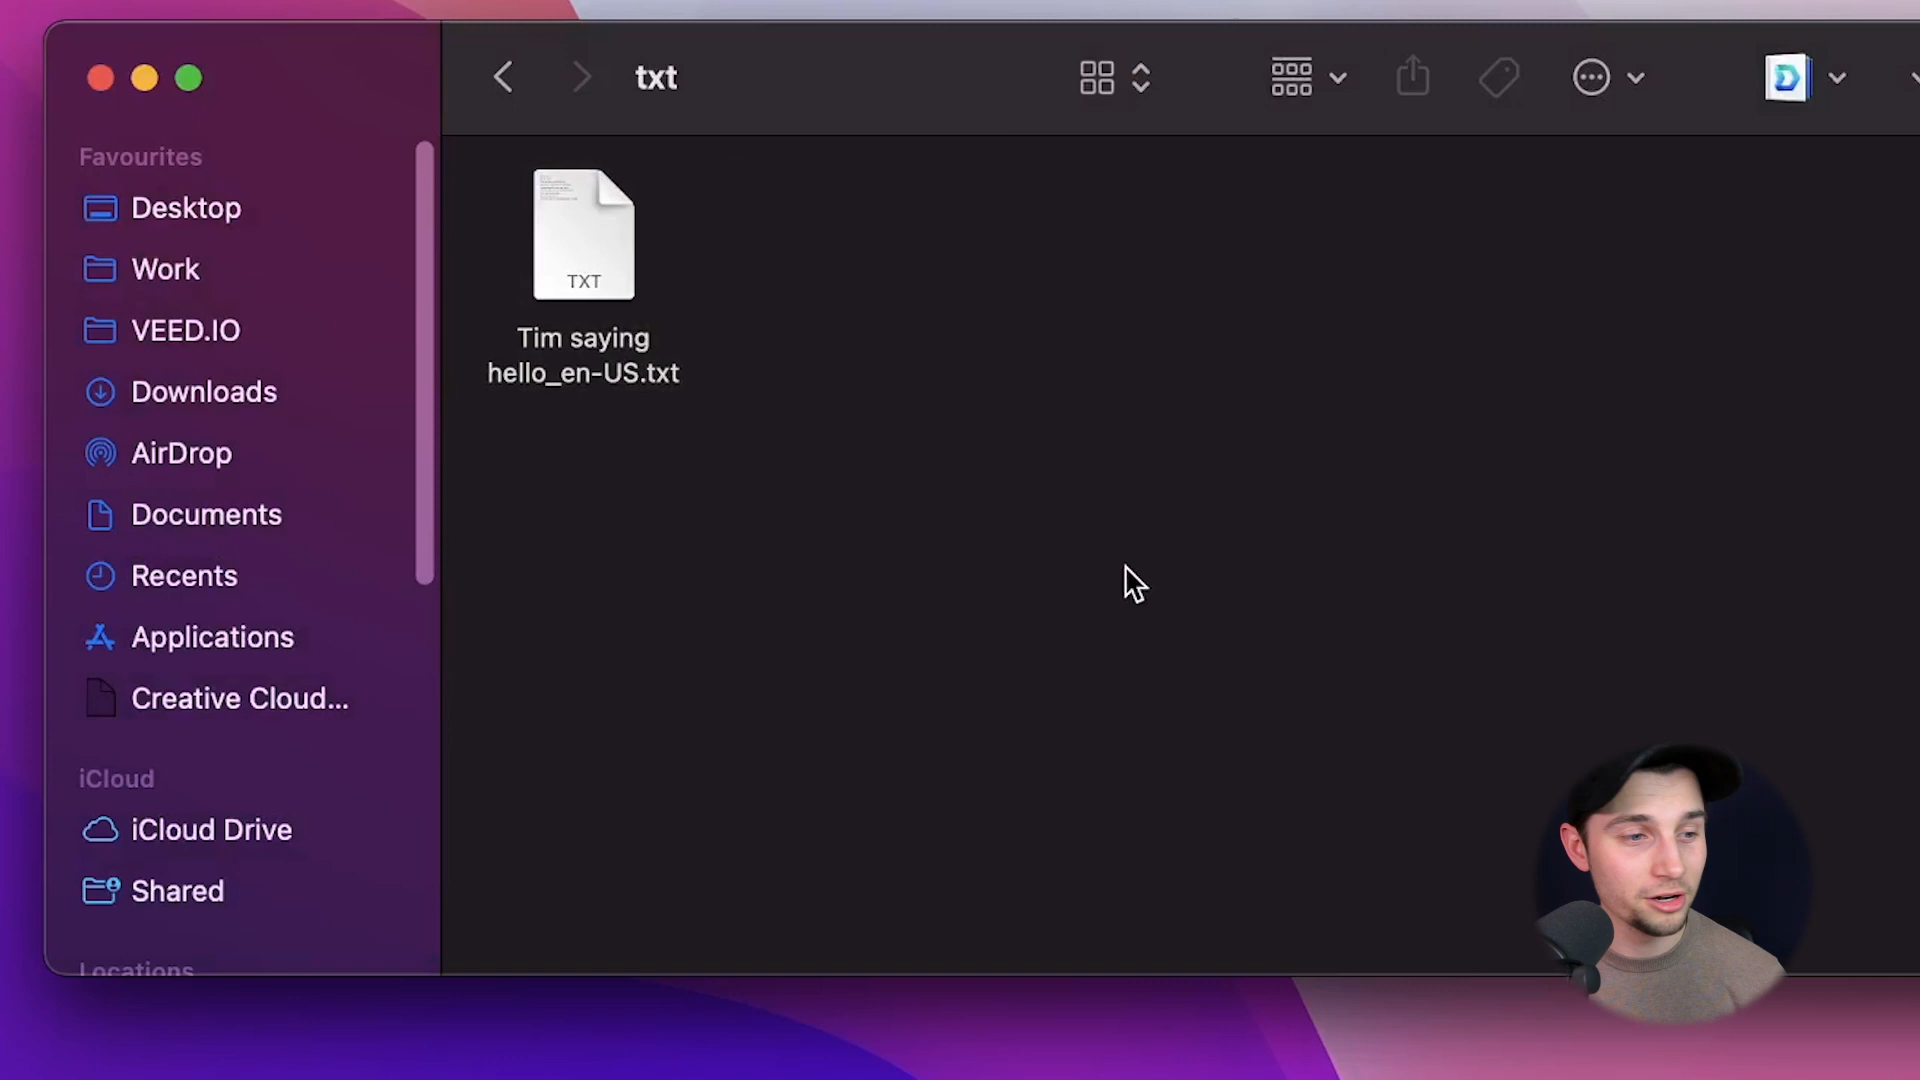 txt
Favourites
Desktop
Work
VEED.IO
Downloads
AirDrop
Documents
Recents
Applications
Creative Cloud...
iCloud
iCloud Drive
Shared
Locations
TXT
Tim saying
hello_en-US.txt